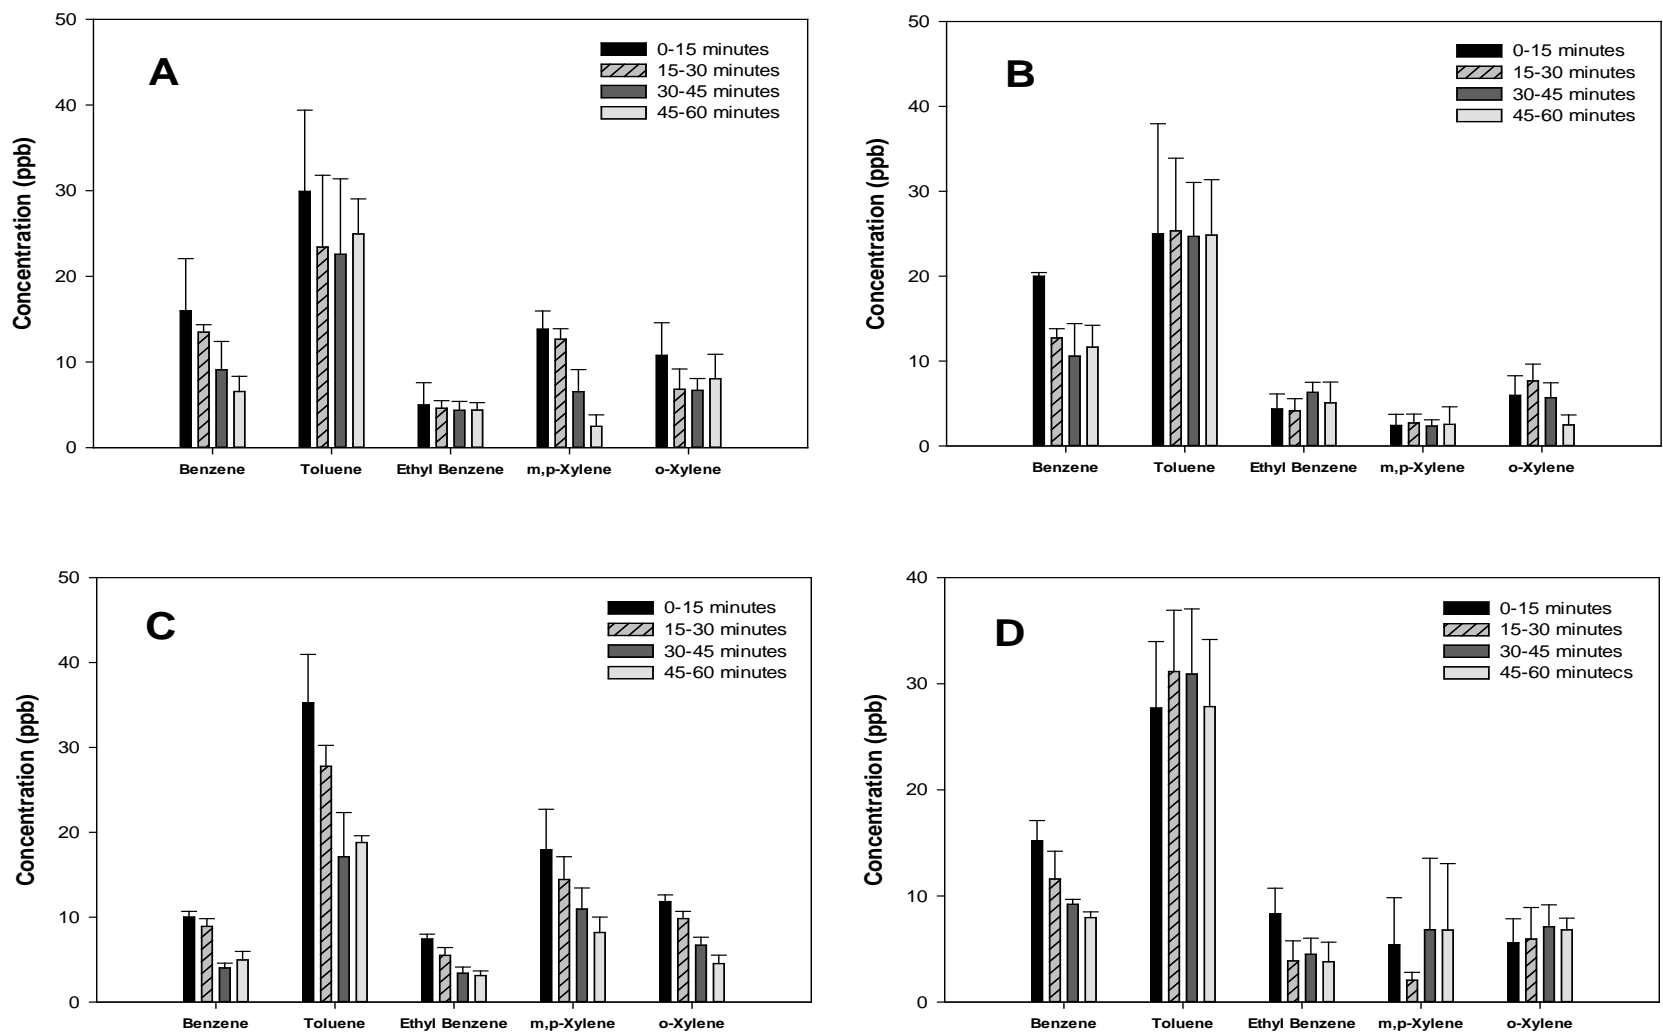 50
40
30
20
10
0
Concentration (ppb)
A
0-15 minutes
15-30 minutes
30-45 minutes
45-60 minutes
Benzene Toluene Ethyl Benzene m,p-Xylene o-Xylene
50
40
30
20
10
0
Concentration (ppb)
B
0-15 minutes
15-30 minutes
30-45 minutes
45-60 minutes
Benzene Toluene Ethyl Benzene m,p-Xylene o-Xylene
50
40
30
20
10
0
Concentration (ppb)
C
0-15 minutes
15-30 minutes
30-45 minutes
45-60 minutes
Benzene Toluene Ethyl Benzene m,p-Xylene o-Xylene
40
30
20
10
0
Concentration (ppb)
D
0-15 minutes
15-30 minutes
30-45 minutes
45-60 minutecs
Benzene Toluene Ethyl Benzene m,p-Xylene o-Xylene